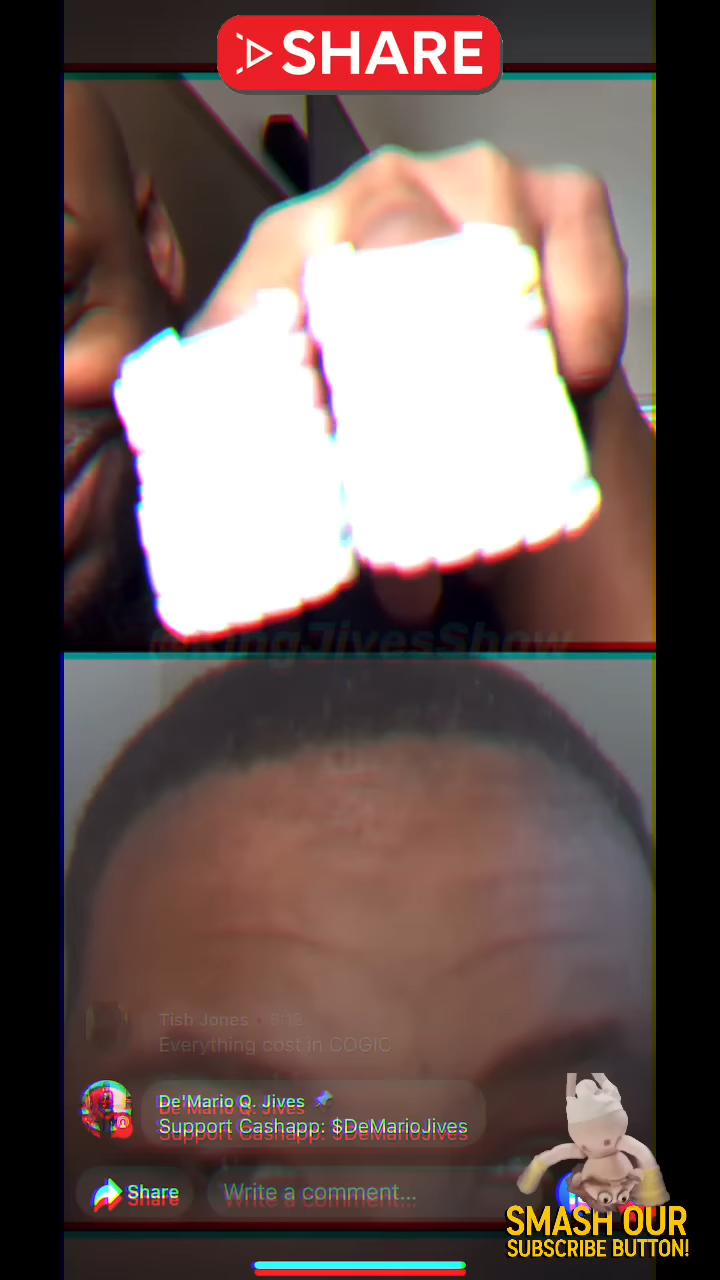 SHARE
@KingJivesShow
Tish Jones
Everything cost in COGIC
De'Mario Q. Jives
Support Cashapp: $DeMarioJives
Share
Write a comment...
SMASH OUR
SUBSCRIBE BUTTON!